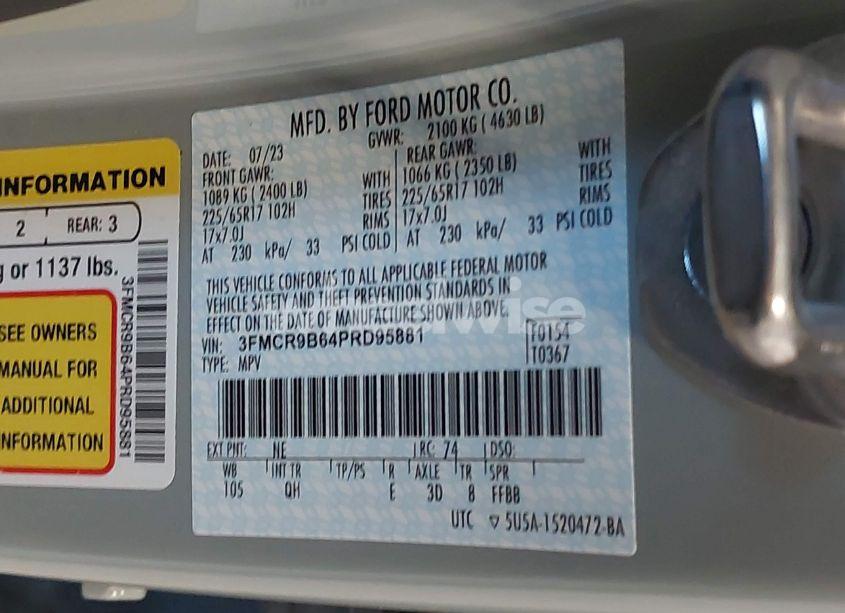 INFORMATION
2 REAR: 3
g or 1137 lbs.
SEE OWNERS
MANUAL FOR
ADDITIONAL
INFORMATION
3FMCR9B64PRD95881
MFD. BY FORD MOTOR CO.
DATE: 07/23 GVWR: 2100 KG ( 4630 LB)
FRONT GAWR: WITH REAR GAWR: WITH
1089 KG ( 2400 LB) TIRES 1066 KG ( 2350 LB) TIRES
225/65R17 102H RIMS 225/65R17 102H RIMS
17x7.0J 17x7.0J
AT 230 kPa/ 33 PSI COLD AT 230 kPa/ 33 PSI COLD
THIS VEHICLE CONFORMS TO ALL APPLICABLE FEDERAL MOTOR
VEHICLE SAFETY AND THEFT PREVENTION STANDARDS IN
EFFECT ON THE DATE OF MANUFACTURE SHOWN ABOVE.
VIN: 3FMCR9B64PRD95881 T0154
TYPE: MPV T0367
EXT PNT: NE RC: 74 DSO:
WB INT TR TP/PS R AXLE TR SPR
105 QH E 3D 8 FFBB
UTC ▽ 5U5A-1520472-BA